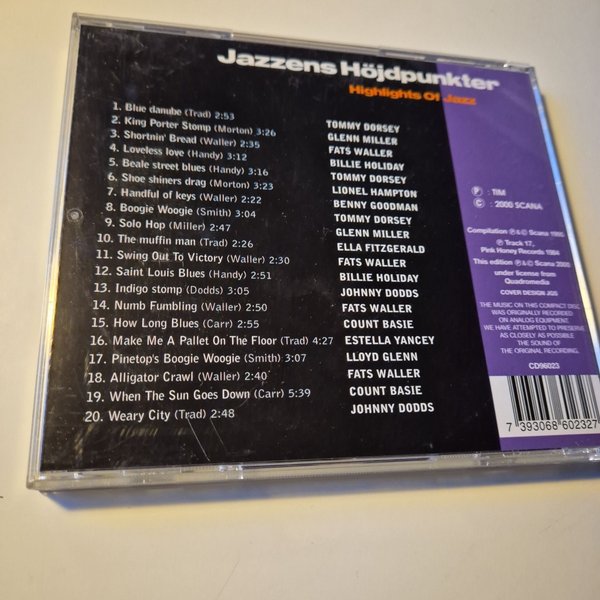 Jazzens Höjdpunkter
Highlights Of Jazz
1. Blue danube (Trad) 2:53 TOMMY DORSEY
2. King Porter Stomp (Morton) 3:26 GLENN MILLER
3. Shortnin' Bread (Waller) 2:35 FATS WALLER
4. Loveless love (Handy) 3:12 BILLIE HOLIDAY
5. Beale street blues (Handy) 3:16 TOMMY DORSEY
6. Shoe shiners drag (Morton) 3:23 LIONEL HAMPTON
7. Handful of keys (Waller) 2:22 BENNY GOODMAN
8. Boogie Woogie (Smith) 3:04 TOMMY DORSEY
9. Solo Hop (Miller) 2:47 GLENN MILLER
10. The muffin man (Trad) 2:26 ELLA FITZGERALD
11. Swing Out To Victory (Waller) 2:30 FATS WALLER
12. Saint Louis Blues (Handy) 2:51 BILLIE HOLIDAY
13. Indigo stomp (Dodds) 3:05 JOHNNY DODDS
14. Numb Fumbling (Waller) 2:50 FATS WALLER
15. How Long Blues (Carr) 2:55 COUNT BASIE
16. Make Me A Pallet On The Floor (Trad) 4:27 ESTELLA YANCEY
17. Pinetop's Boogie Woogie (Smith) 3:07 LLOYD GLENN
18. Alligator Crawl (Waller) 2:40 FATS WALLER
19. When The Sun Goes Down (Carr) 5:39 COUNT BASIE
20. Weary City (Trad) 2:48 JOHNNY DODDS
℗ : TIM
© : 2000 SCANA
Compilation ℗ & © Scana 1995
℗ Track 17,
Pink Honey Records 1984
This edition ℗ & © Scana 2000
under license from
Quadromedia
COVER DESIGN JGS
THE MUSIC ON THIS COMPACT DISC
WAS ORIGINALLY RECORDED
ON ANALOG EQUIPMENT.
WE HAVE ATTEMPTED TO PRESERVE
AS CLOSELY AS POSSIBLE
THE SOUND OF
THE ORIGINAL RECORDING.
CD96023
7 393068 602327